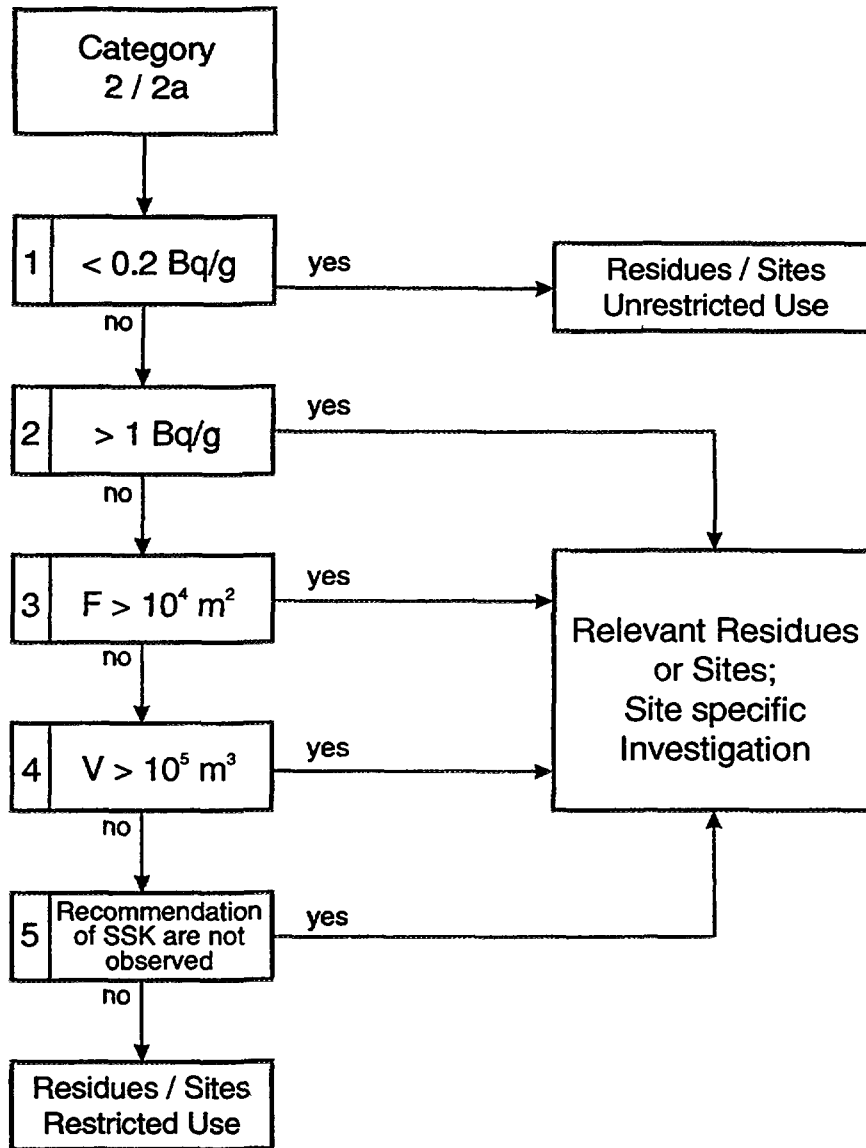 Category
2 / 2a
1
< 0.2 Bq/g
yes
Residues / Sites
Unrestricted Use
no
2
> 1 Bq/g
yes
no
3
F > 10⁴ m²
yes
Relevant Residues
or Sites;
Site specific
Investigation
no
4
V > 10⁵ m³
yes
no
5
Recommendation
of SSK are not
observed
yes
no
Residues / Sites
Restricted Use